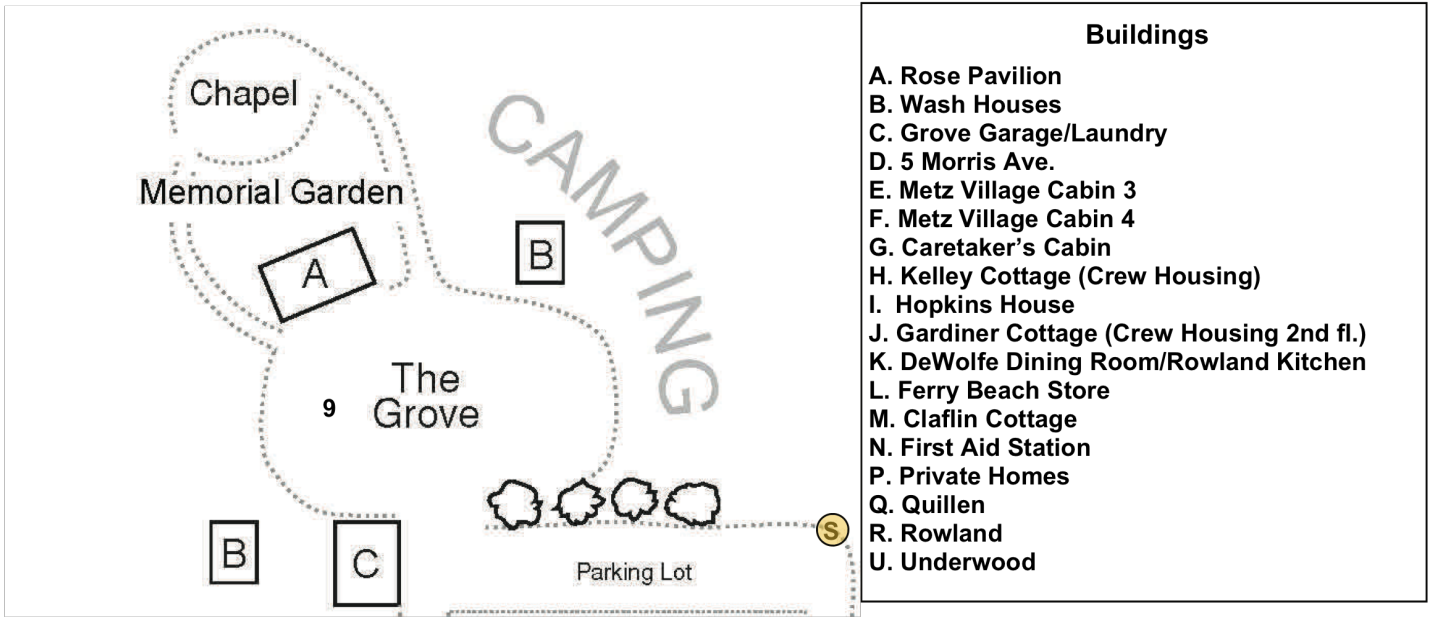 Chapel
CAMPING
Memorial Garden
B
A
The
Grove
9
S
B
C
Parking Lot
Buildings
A. Rose Pavilion
B. Wash Houses
C. Grove Garage/Laundry
D. 5 Morris Ave.
E. Metz Village Cabin 3
F. Metz Village Cabin 4
G. Caretaker’s Cabin
H. Kelley Cottage (Crew Housing)
I. Hopkins House
J. Gardiner Cottage (Crew Housing 2nd fl.)
K. DeWolfe Dining Room/Rowland Kitchen
L. Ferry Beach Store
M. Claflin Cottage
N. First Aid Station
P. Private Homes
Q. Quillen
R. Rowland
U. Underwood